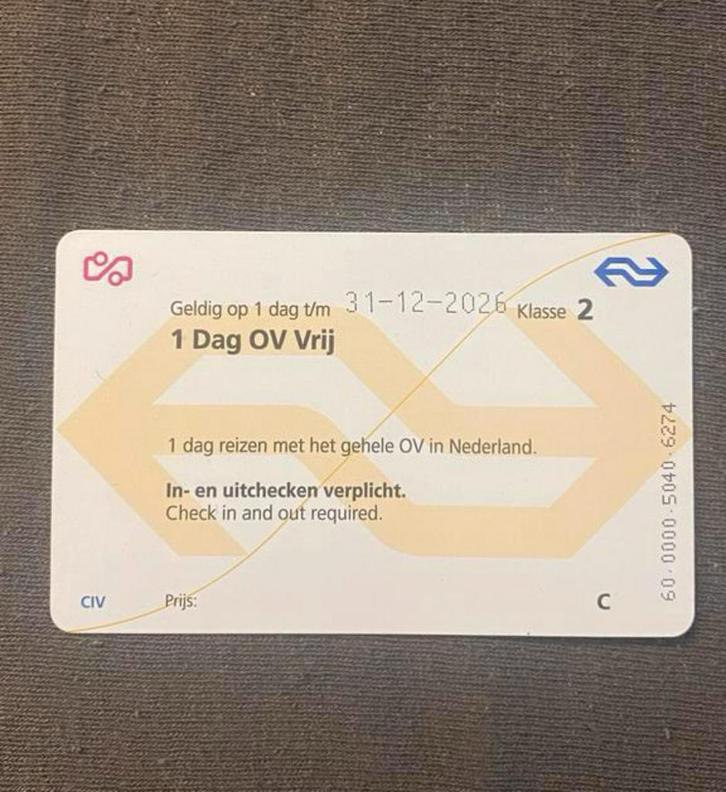 Geldig op 1 dag t/m 31-12-2026 Klasse 2
1 Dag OV Vrij
1 dag reizen met het gehele OV in Nederland.
In- en uitchecken verplicht.
Check in and out required.
CIV Prijs: C
60·0000·5040·6274